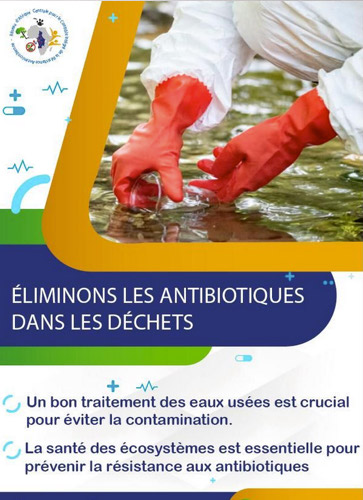 ÉLIMINONS LES ANTIBIOTIQUES
DANS LES DÉCHETS
Un bon traitement des eaux usées est crucial
pour éviter la contamination.
La santé des écosystèmes est essentielle pour
prévenir la résistance aux antibiotiques